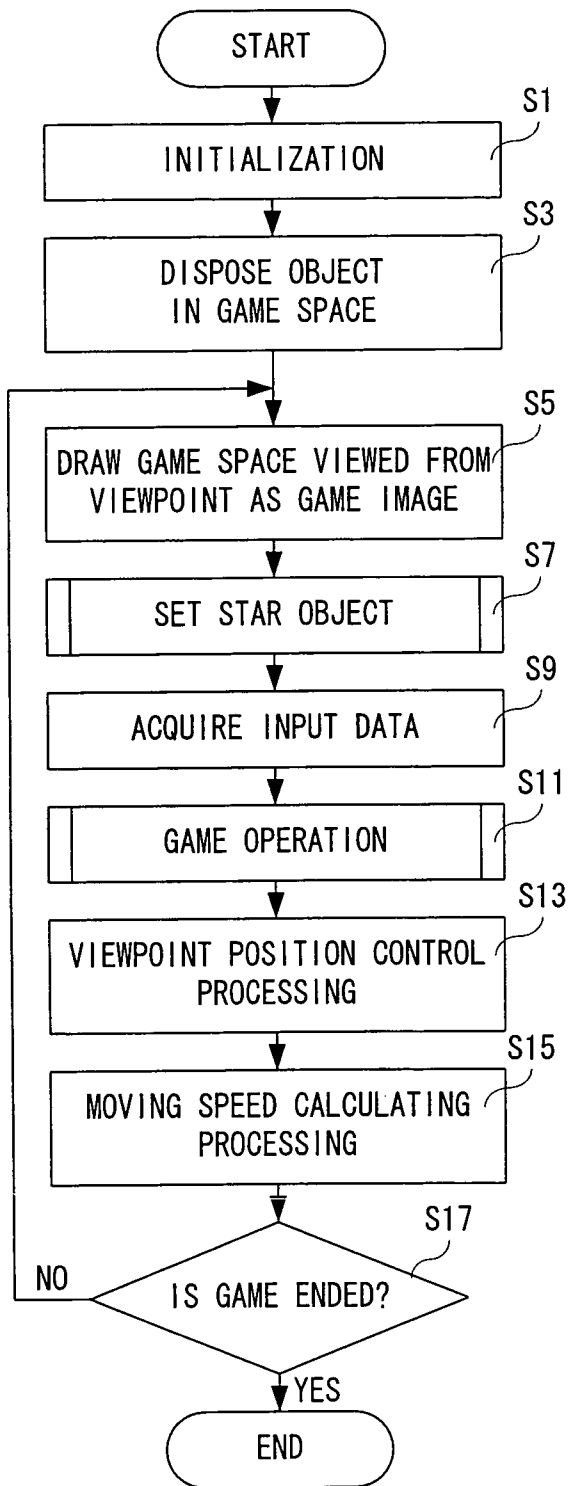 START
S1
INITIALIZATION
S3
DISPOSE OBJECT
IN GAME SPACE
S5
DRAW GAME SPACE VIEWED FROM
VIEWPOINT AS GAME IMAGE
S7
SET STAR OBJECT
S9
ACQUIRE INPUT DATA
S11
GAME OPERATION
S13
VIEWPOINT POSITION CONTROL
PROCESSING
S15
MOVING SPEED CALCULATING
PROCESSING
S17
NO
IS GAME ENDED?
YES
END